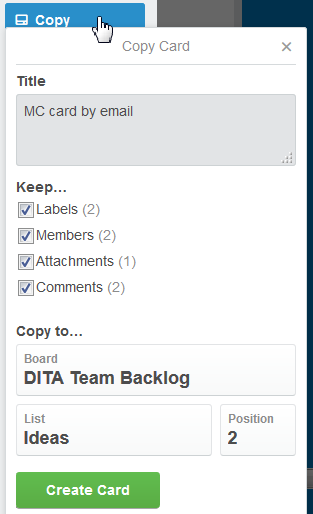 Copy
Copy Card ×
Title
MC card by email
Keep…
Labels (2)
Members (2)
Attachments (1)
Comments (2)
Copy to…
Board
DITA Team Backlog
List Position
Ideas 2
Create Card